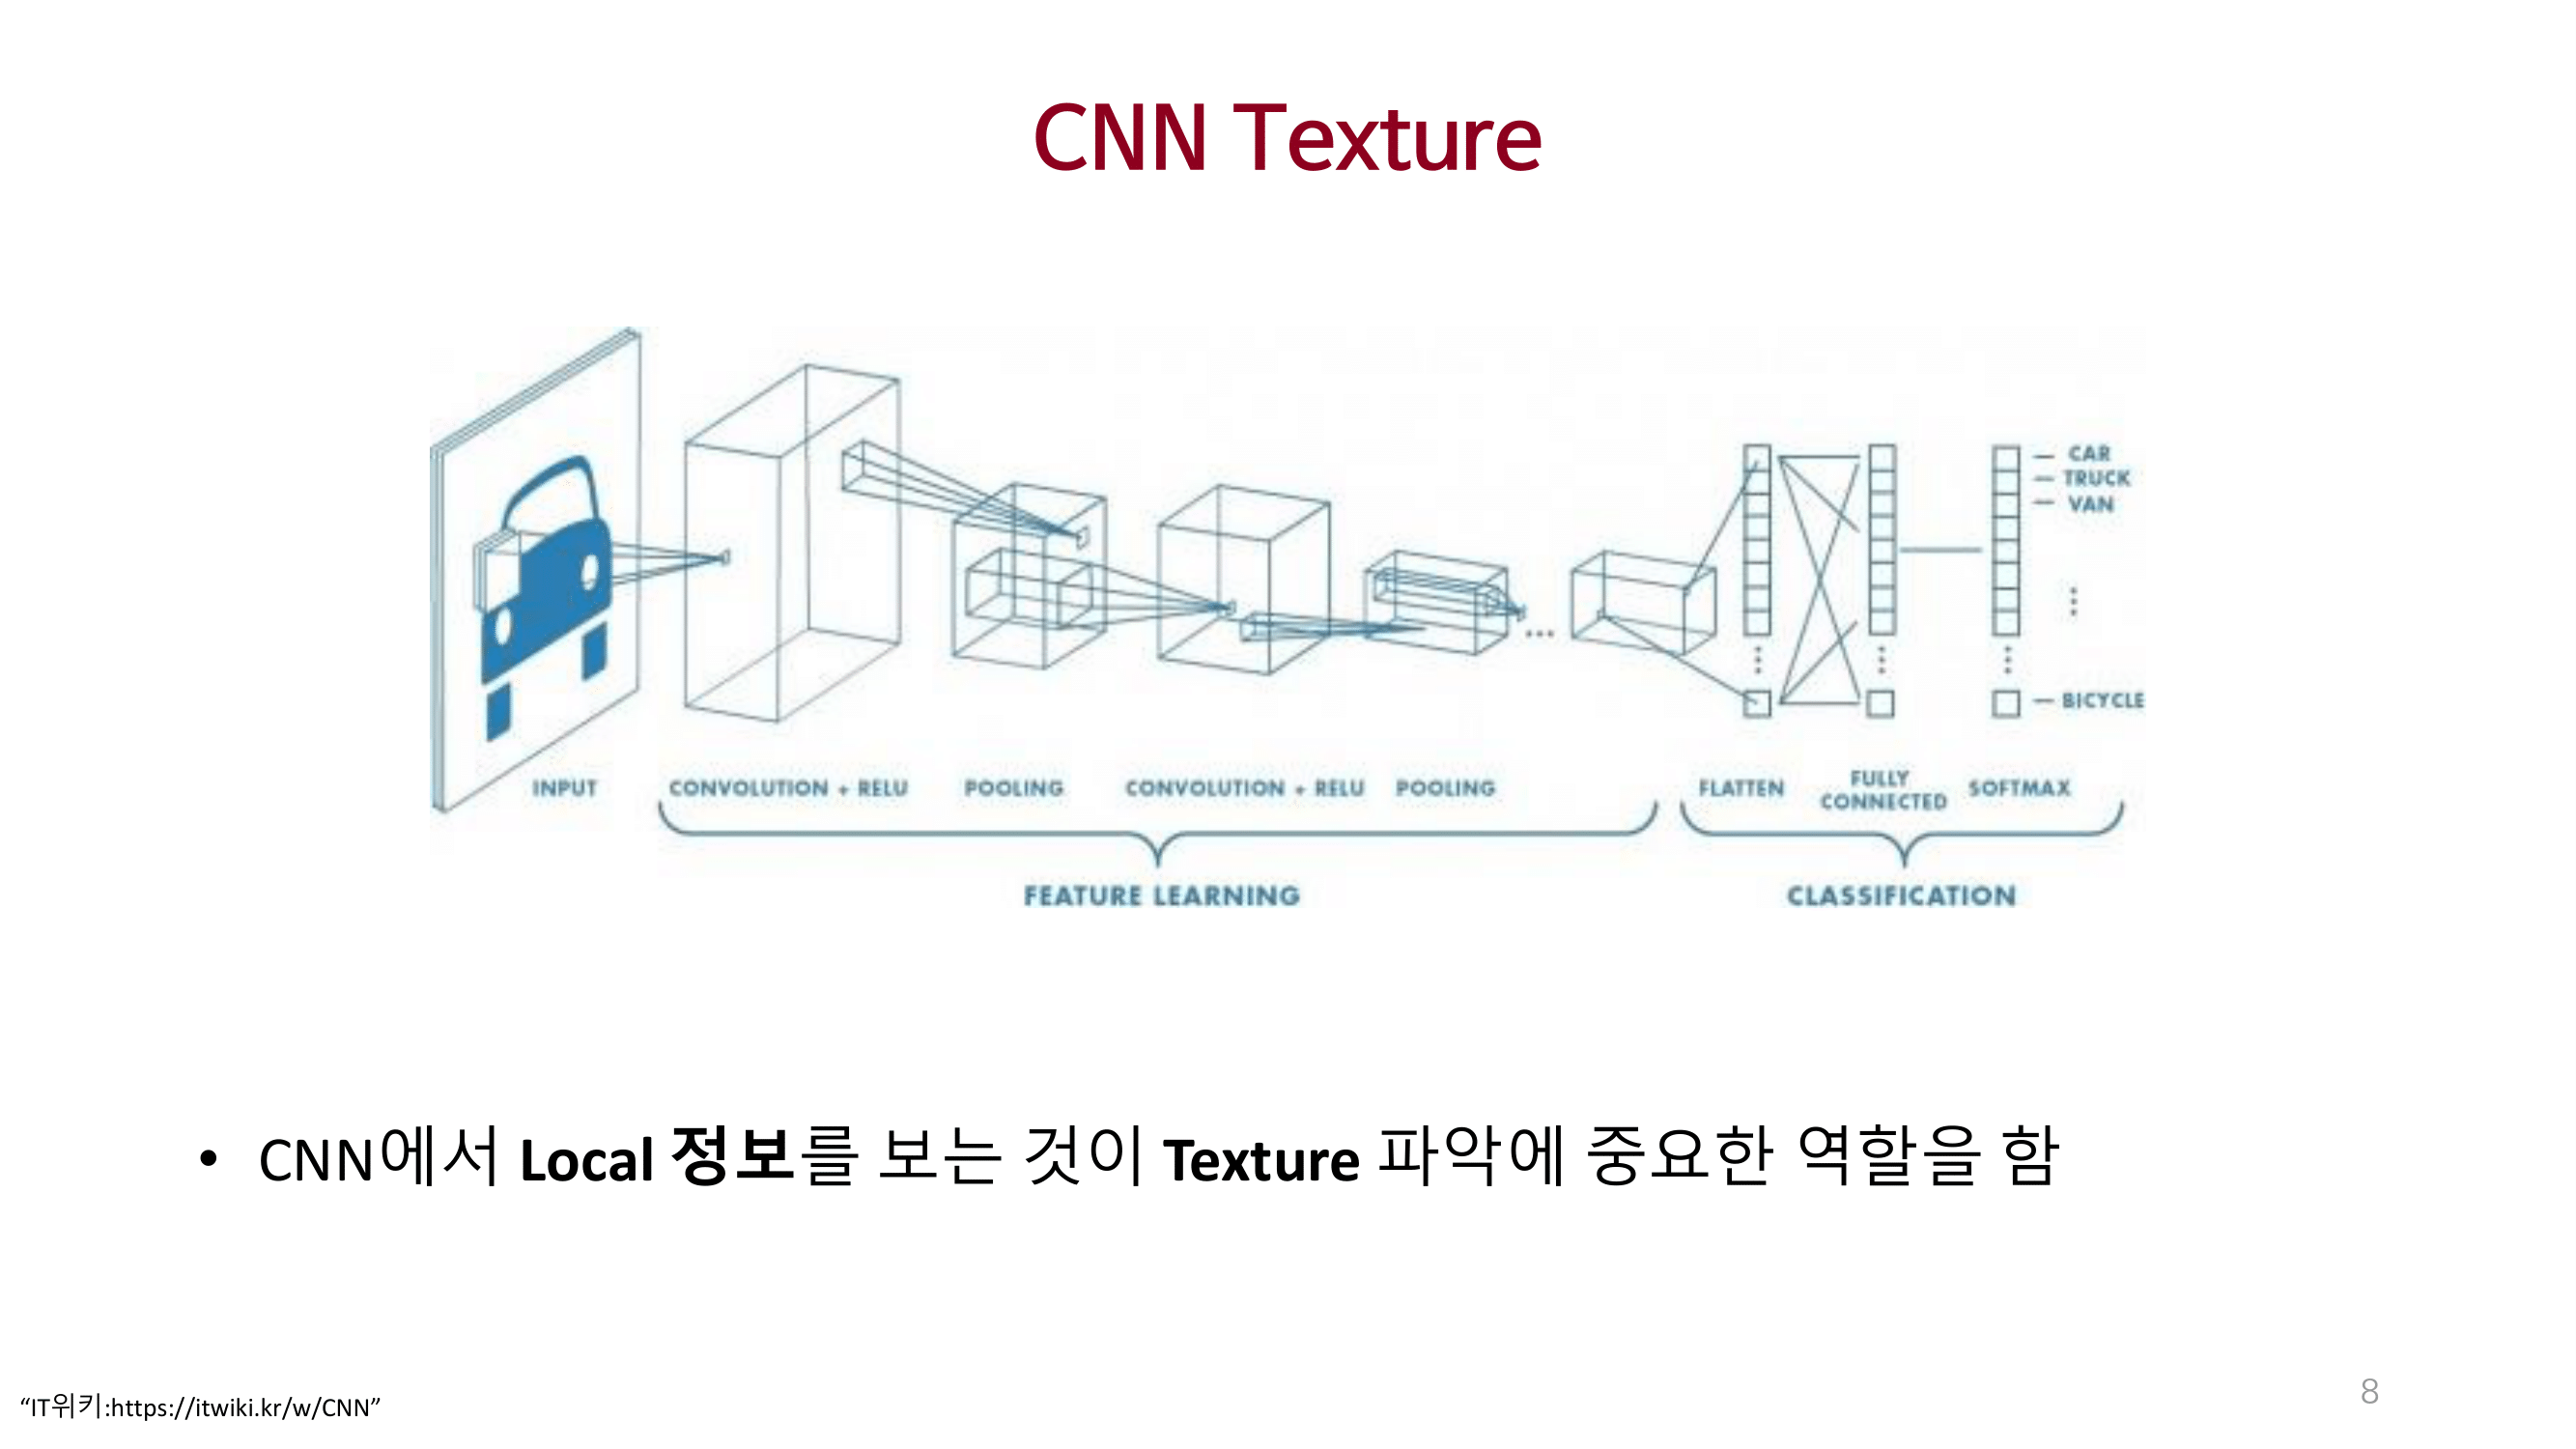 CNN Texture
CAR
TRUCK
VAN
BICYCLE
INPUT
CONVOLUTION + RELU
POOLING
CONVOLUTION + RELU
POOLING
FLATTEN
FULLY
CONNECTED
SOFTMAX
FEATURE LEARNING
CLASSIFICATION
• CNN에서 Local 정보를 보는 것이 Texture 파악에 중요한 역할을 함
“IT위키:https://itwiki.kr/w/CNN”
8